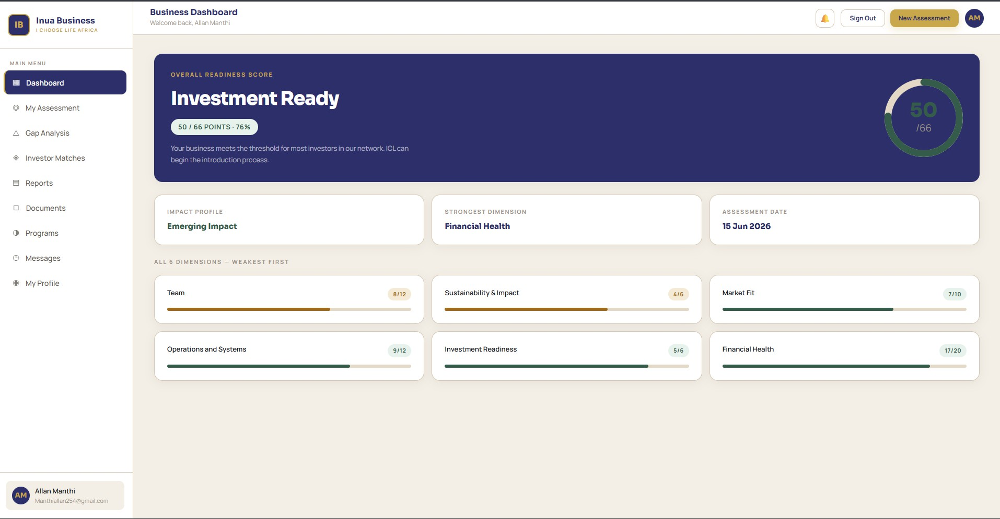 IB
Inua Business
I CHOOSE LIFE AFRICA
MAIN MENU
Dashboard
My Assessment
Gap Analysis
Investor Matches
Reports
Documents
Programs
Messages
My Profile
AM
Allan Manthi
Manthiallan254@gmail.com
Business Dashboard
Welcome back, Allan Manthi
Sign Out
New Assessment
AM
OVERALL READINESS SCORE
Investment Ready
50 / 66 POINTS · 76%
Your business meets the threshold for most investors in our network. ICL can
begin the introduction process.
50
/66
IMPACT PROFILE
Emerging Impact
STRONGEST DIMENSION
Financial Health
ASSESSMENT DATE
15 Jun 2026
ALL 6 DIMENSIONS — WEAKEST FIRST
Team
8/12
Sustainability & Impact
4/6
Market Fit
7/10
Operations and Systems
9/12
Investment Readiness
5/6
Financial Health
17/20